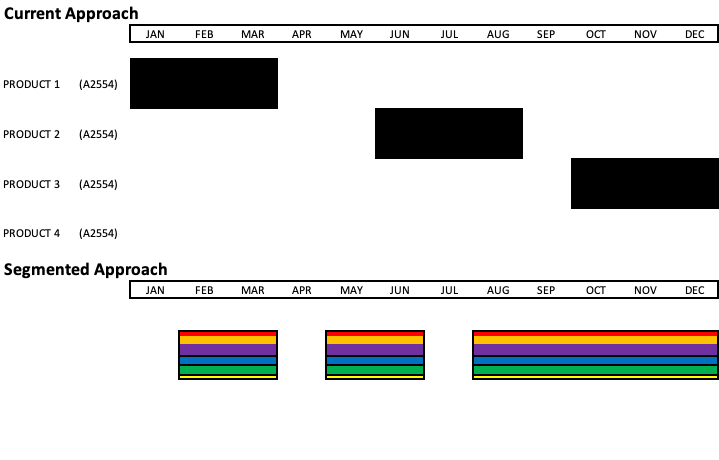 Current Approach
JAN FEB MAR APR MAY JUN JUL AUG SEP OCT NOV DEC
PRODUCT 1 (A2554)
PRODUCT 2 (A2554)
PRODUCT 3 (A2554)
PRODUCT 4 (A2554)
Segmented Approach
JAN FEB MAR APR MAY JUN JUL AUG SEP OCT NOV DEC